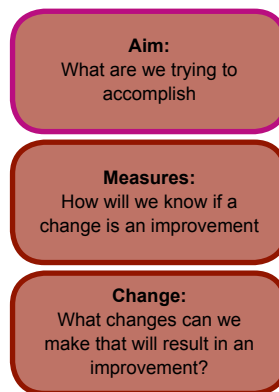 Aim:
What are we trying to
accomplish
Measures:
How will we know if a
change is an improvement
Change:
What changes can we
make that will result in an
improvement?